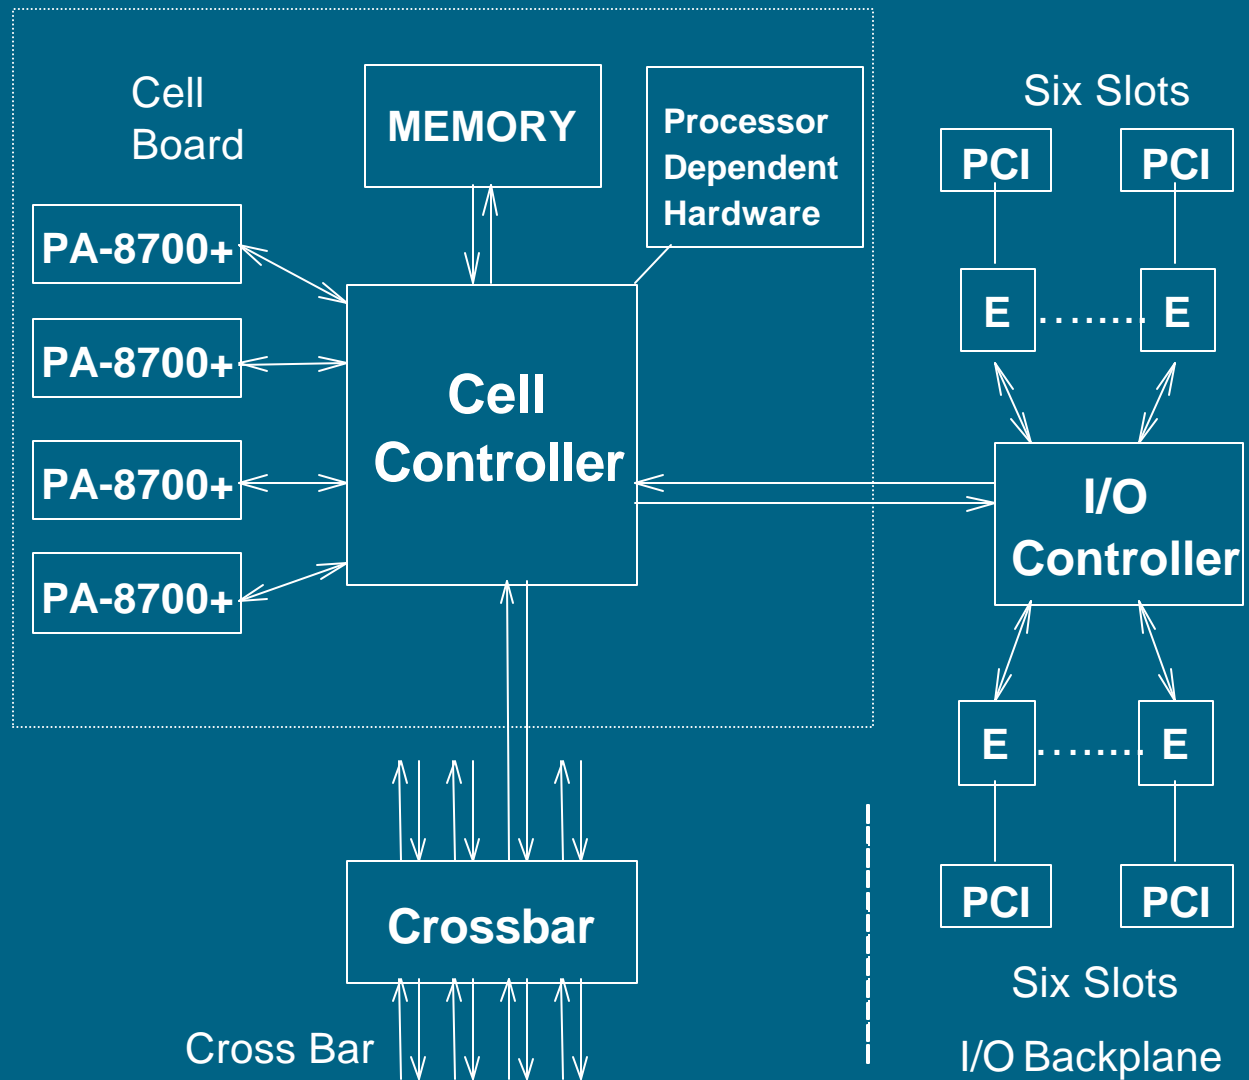 Cell
Board
MEMORY
Processor
Dependent
Hardware
Six Slots
PCI
PCI
PA-8700+
PA-8700+
PA-8700+
PA-8700+
Cell
Controller
E ......... E
I/O
Controller
E ......... E
PCI
PCI
Crossbar
Six Slots
Cross Bar
I/O Backplane